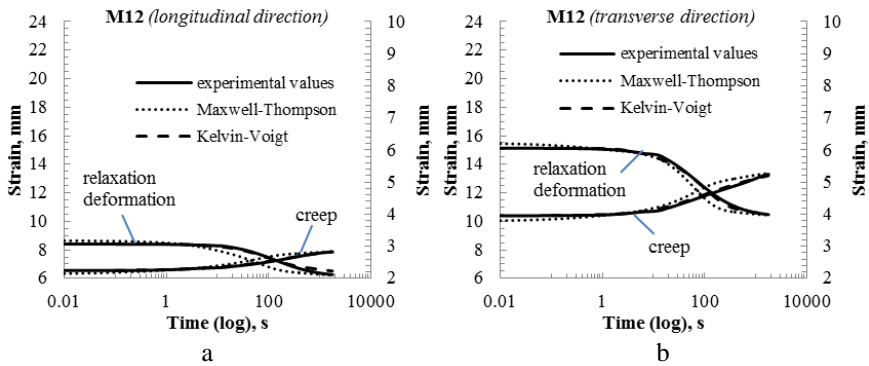 M12 (longitudinal direction)
24
22
20
18
16
14
12
10
8
6
Strain, mm
10
9
8
7
6
5
4
3
2
Strain, mm
experimental values
Maxwell-Thompson
Kelvin-Voigt
relaxation
deformation
creep
0.01 1 100 10000
Time (log), s
a
M12 (transverse direction)
24
22
20
18
16
14
12
10
8
6
Strain, mm
10
9
8
7
6
5
4
3
2
Strain, mm
experimental values
Maxwell-Thompson
Kelvin-Voigt
relaxation
deformation
creep
0.01 1 100 10000
Time (log), s
b